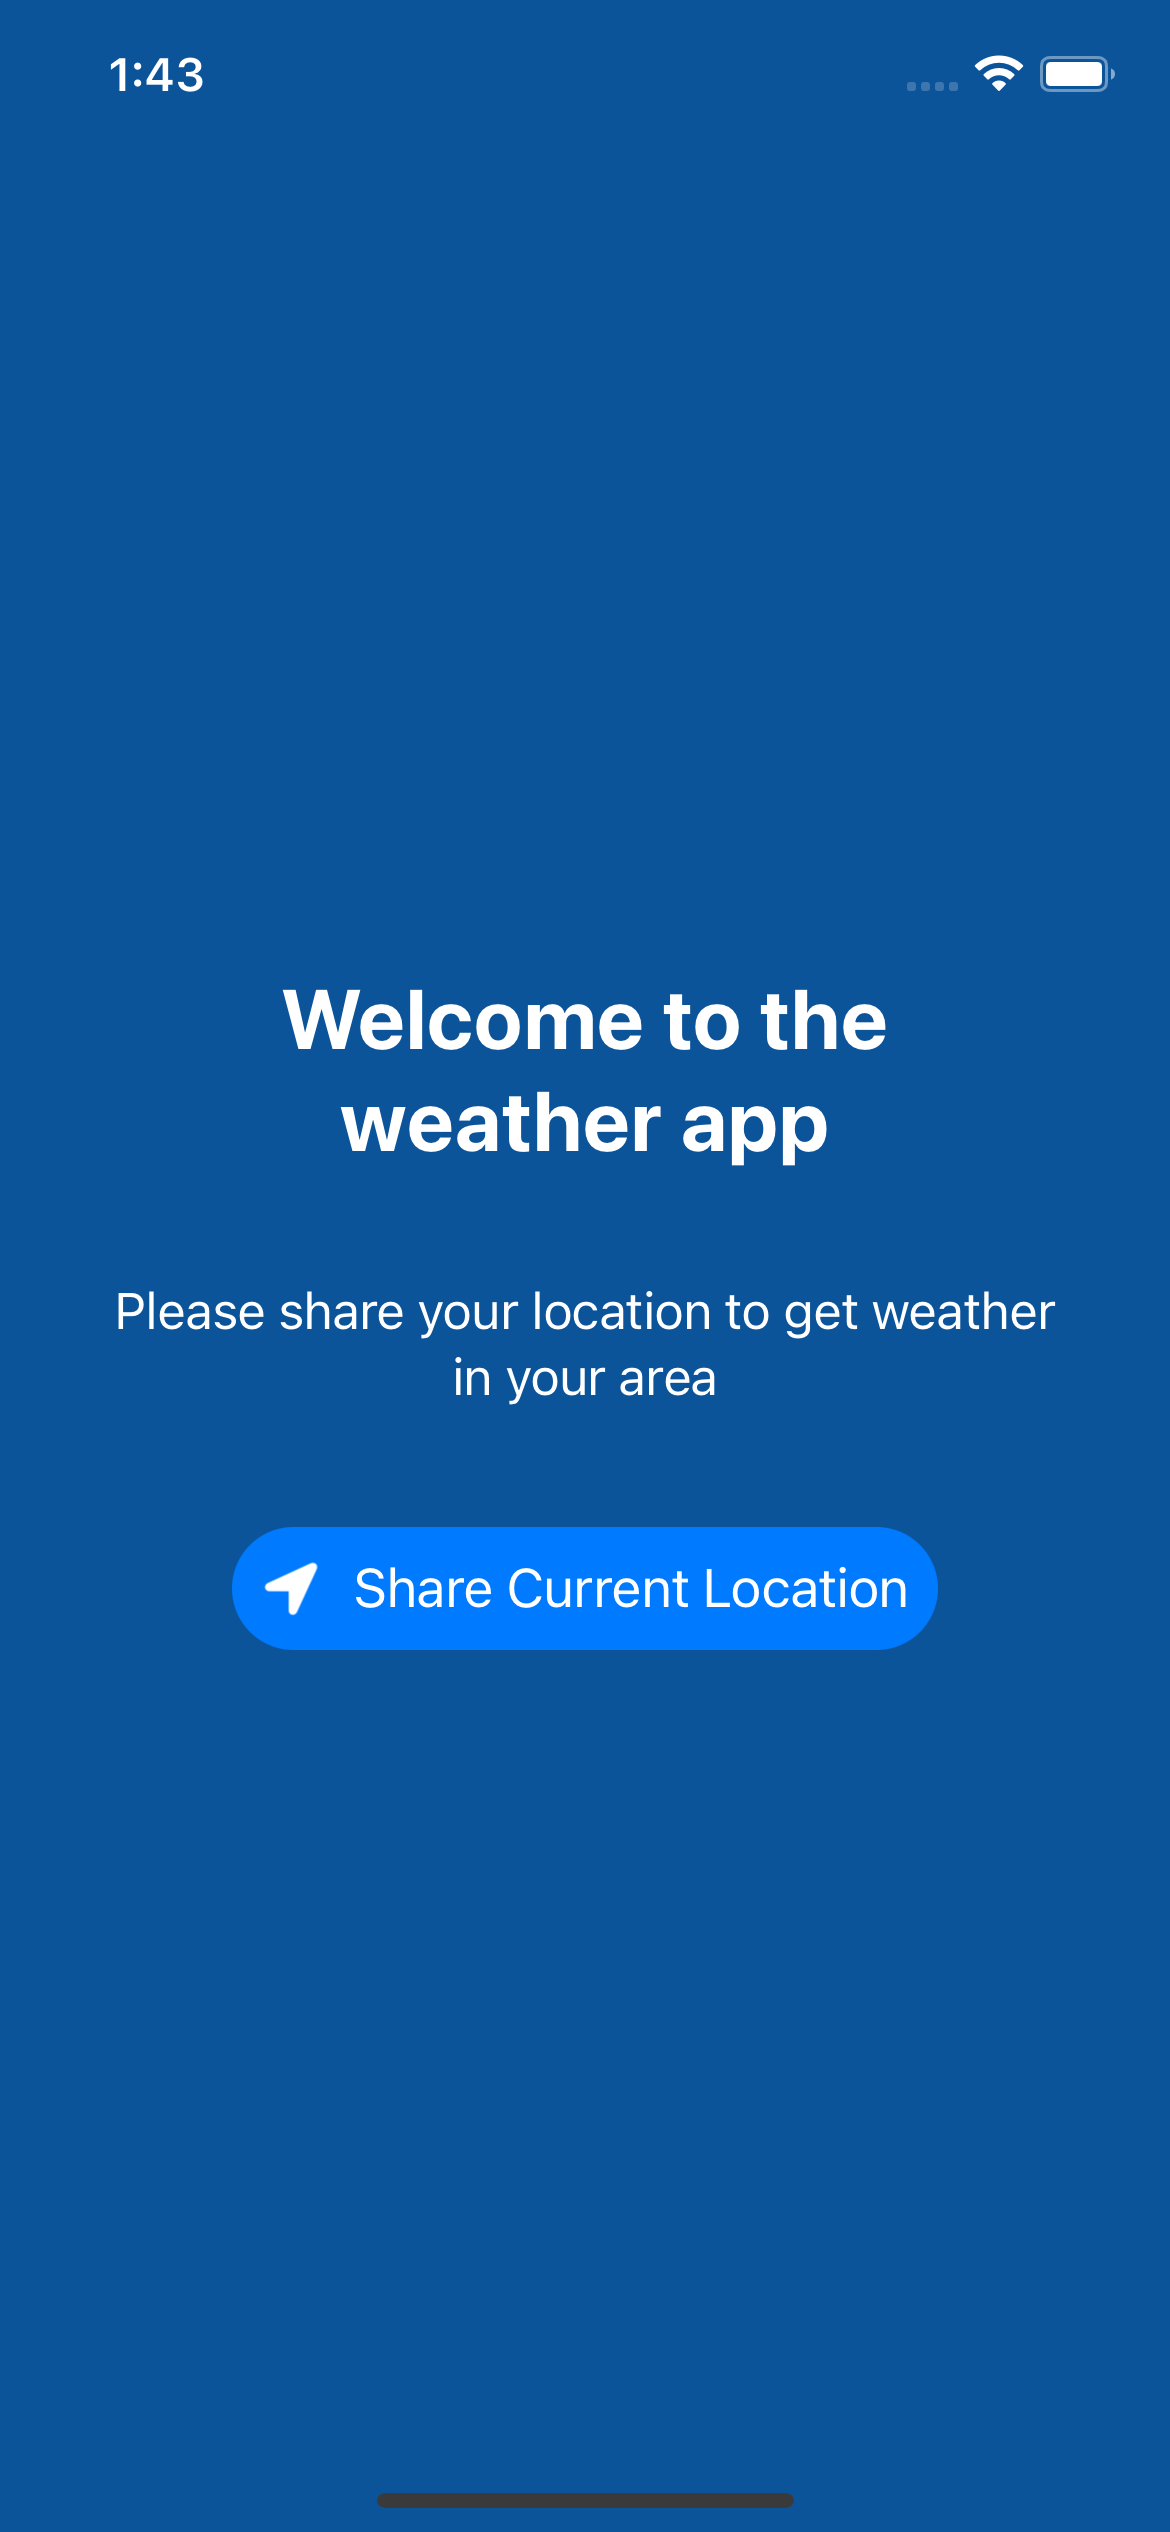 1:43
Welcome to the
weather app
Please share your location to get weather
in your area
Share Current Location